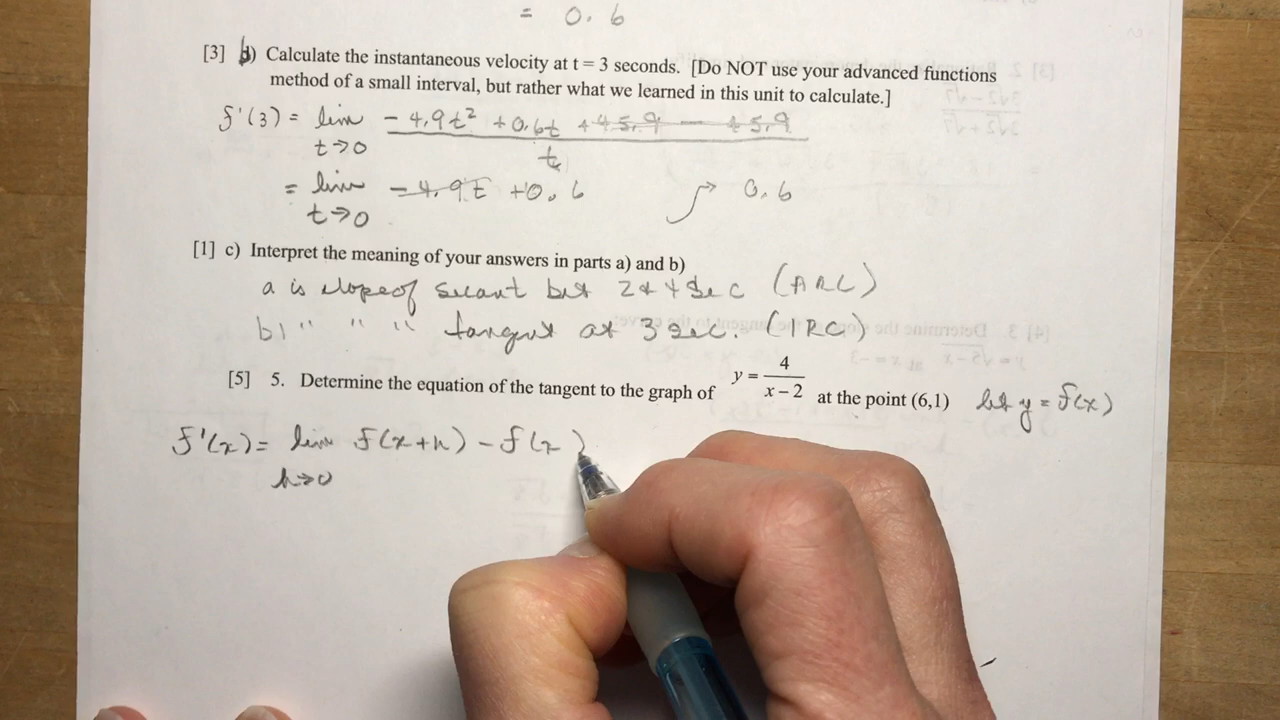 = 0.6
[3] b) Calculate the instantaneous velocity at t = 3 seconds. [Do NOT use your advanced functions
method of a small interval, but rather what we learned in this unit to calculate.]
f'(3) = lim -4.9t² + 0.6t + 45.9 - 45.9
t→0 t
= lim -4.9t + 0.6 0.6
t→0
[1] c) Interpret the meaning of your answers in parts a) and b)
a is slope of secant bet 2 & 4 sec (ARC)
b) " " " tangent at 3 sec. (IRC)
[5] 5. Determine the equation of the tangent to the graph of y = 4/(x - 2) at the point (6,1) let y = f(x)
f'(x) = lim f(x+h) - f(x)
h→0